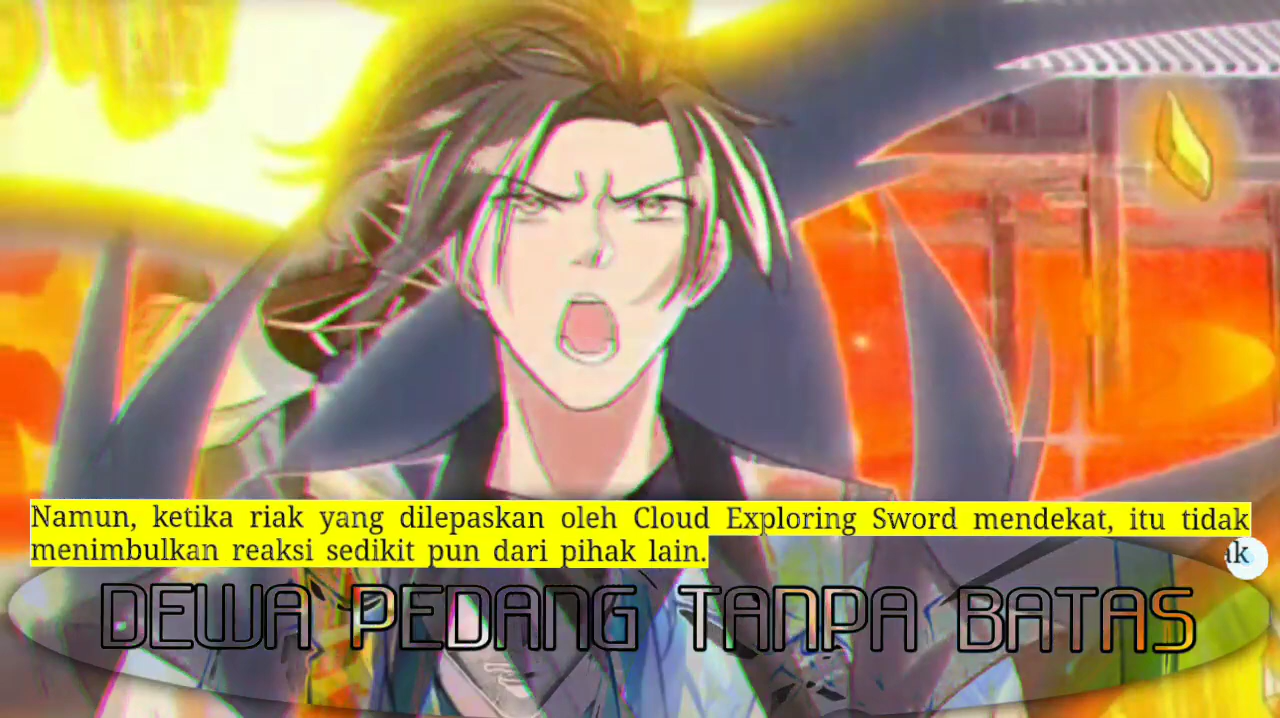 Namun, ketika riak yang dilepaskan oleh Cloud Exploring Sword mendekat, itu tidak
menimbulkan reaksi sedikit pun dari pihak lain.
DEWA PEDANG TANPA BATAS